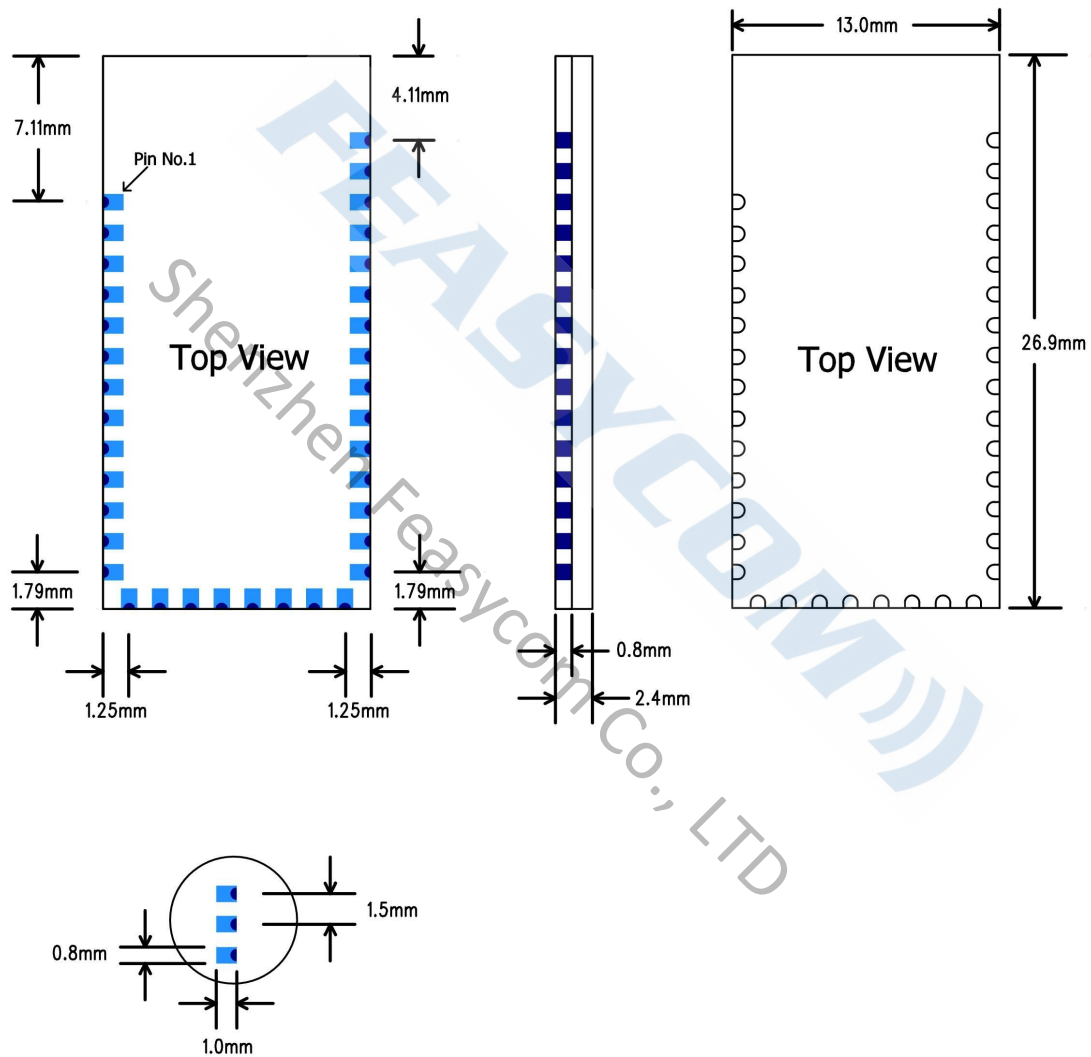 13.0mm
4.11mm
7.11mm
Pin No.1
Top View
Top View
26.9mm
1.79mm
1.79mm
0.8mm
2.4mm
1.25mm
1.25mm
1.5mm
0.8mm
1.0mm
FEASYCOM
Shenzhen Feasycom Co., LTD